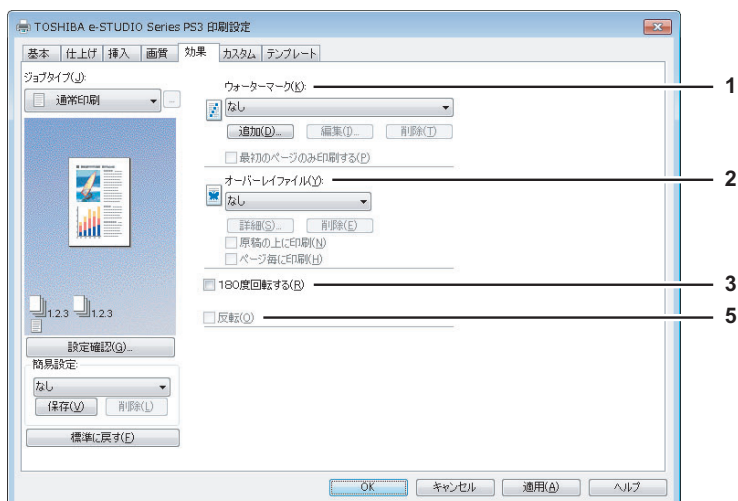 TOSHIBA e-STUDIO Series PS3 印刷設定
基本 仕上げ 挿入 画質 効果 カスタム テンプレート
ジョブタイプ(J):
通常印刷
...
1.2.3 1.2.3
設定確認(G)...
簡易設定:
なし
保存(V) 削除(L)
標準に戻す(F)
ウォーターマーク(K): 1
なし
追加(D)... 編集(I)... 削除(T)
最初のページのみ印刷する(P)
オーバーレイファイル(Y): 2
なし
詳細(S)... 削除(E)
原稿の上に印刷(N)
ページ毎に印刷(H)
180度回転する(R) 3
反転(O) 5
OK キャンセル 適用(A) ヘルプ